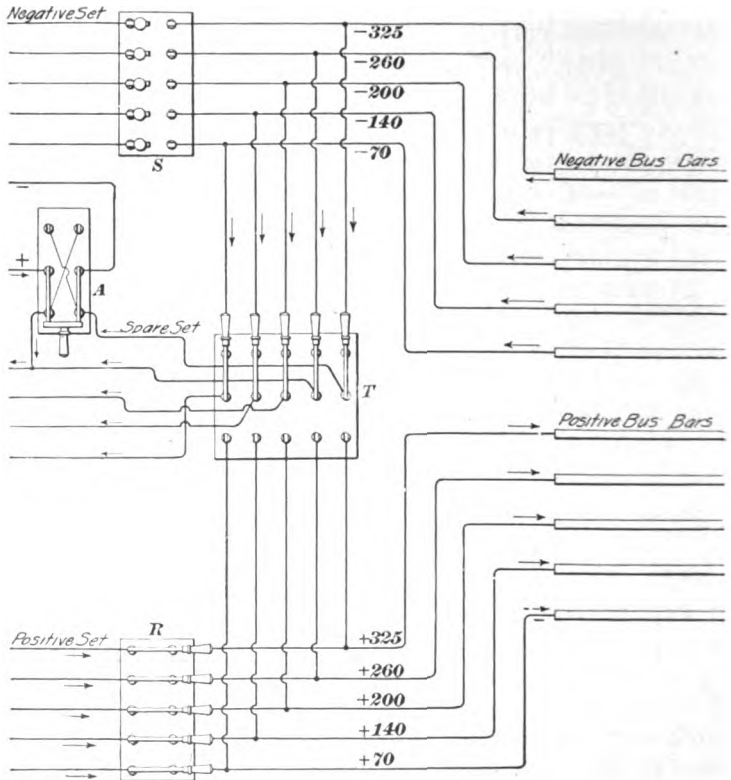 Negative Set
-325
-260
-200
-140
-70
S
Negative Bus Bars
-
+
A
Spare Set
T
Positive Bus Bars
R
Positive Set
+325
+260
+200
+140
+70